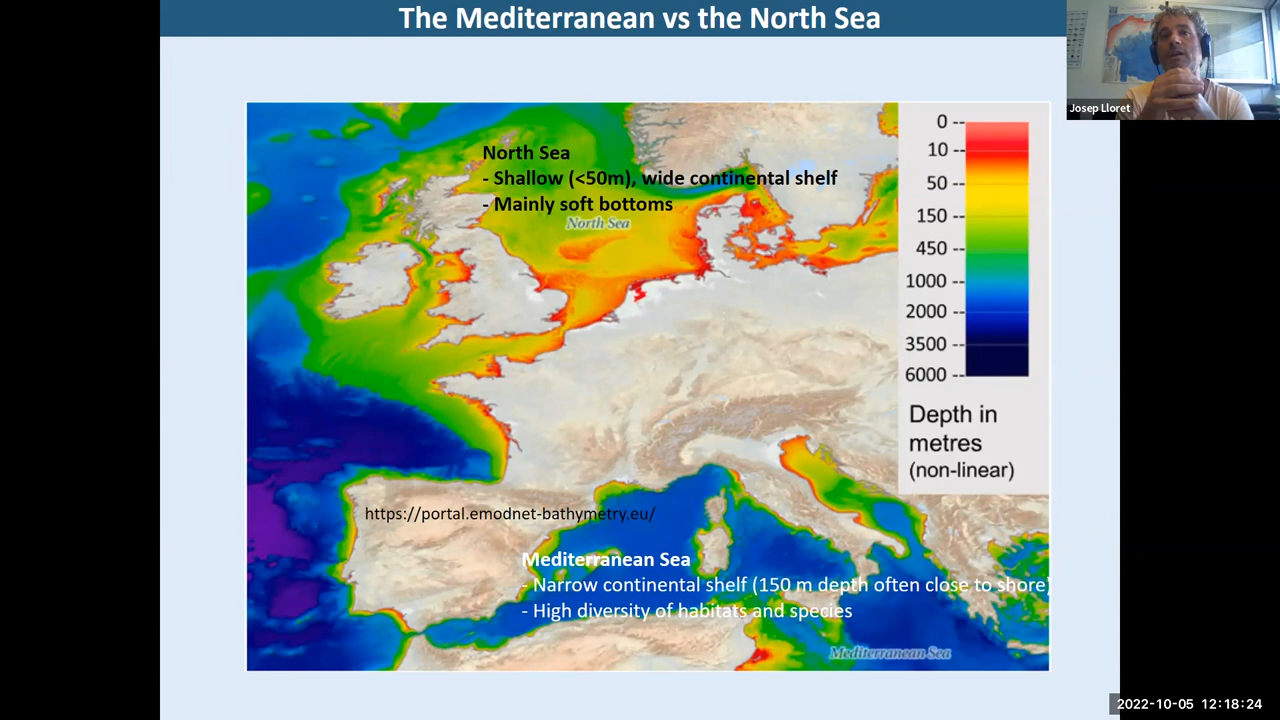 The Mediterranean vs the North Sea
Josep Lloret
North Sea
- Shallow (<50m), wide continental shelf
- Mainly soft bottoms
North Sea
0
10
50
150
450
1000
2000
3500
6000
Depth in
metres
(non-linear)
https://portal.emodnet-bathymetry.eu/
Mediterranean Sea
- Narrow continental shelf (150 m depth often close to shore)
- High diversity of habitats and species
Mediterranean Sea
2022-10-05 12:18:24